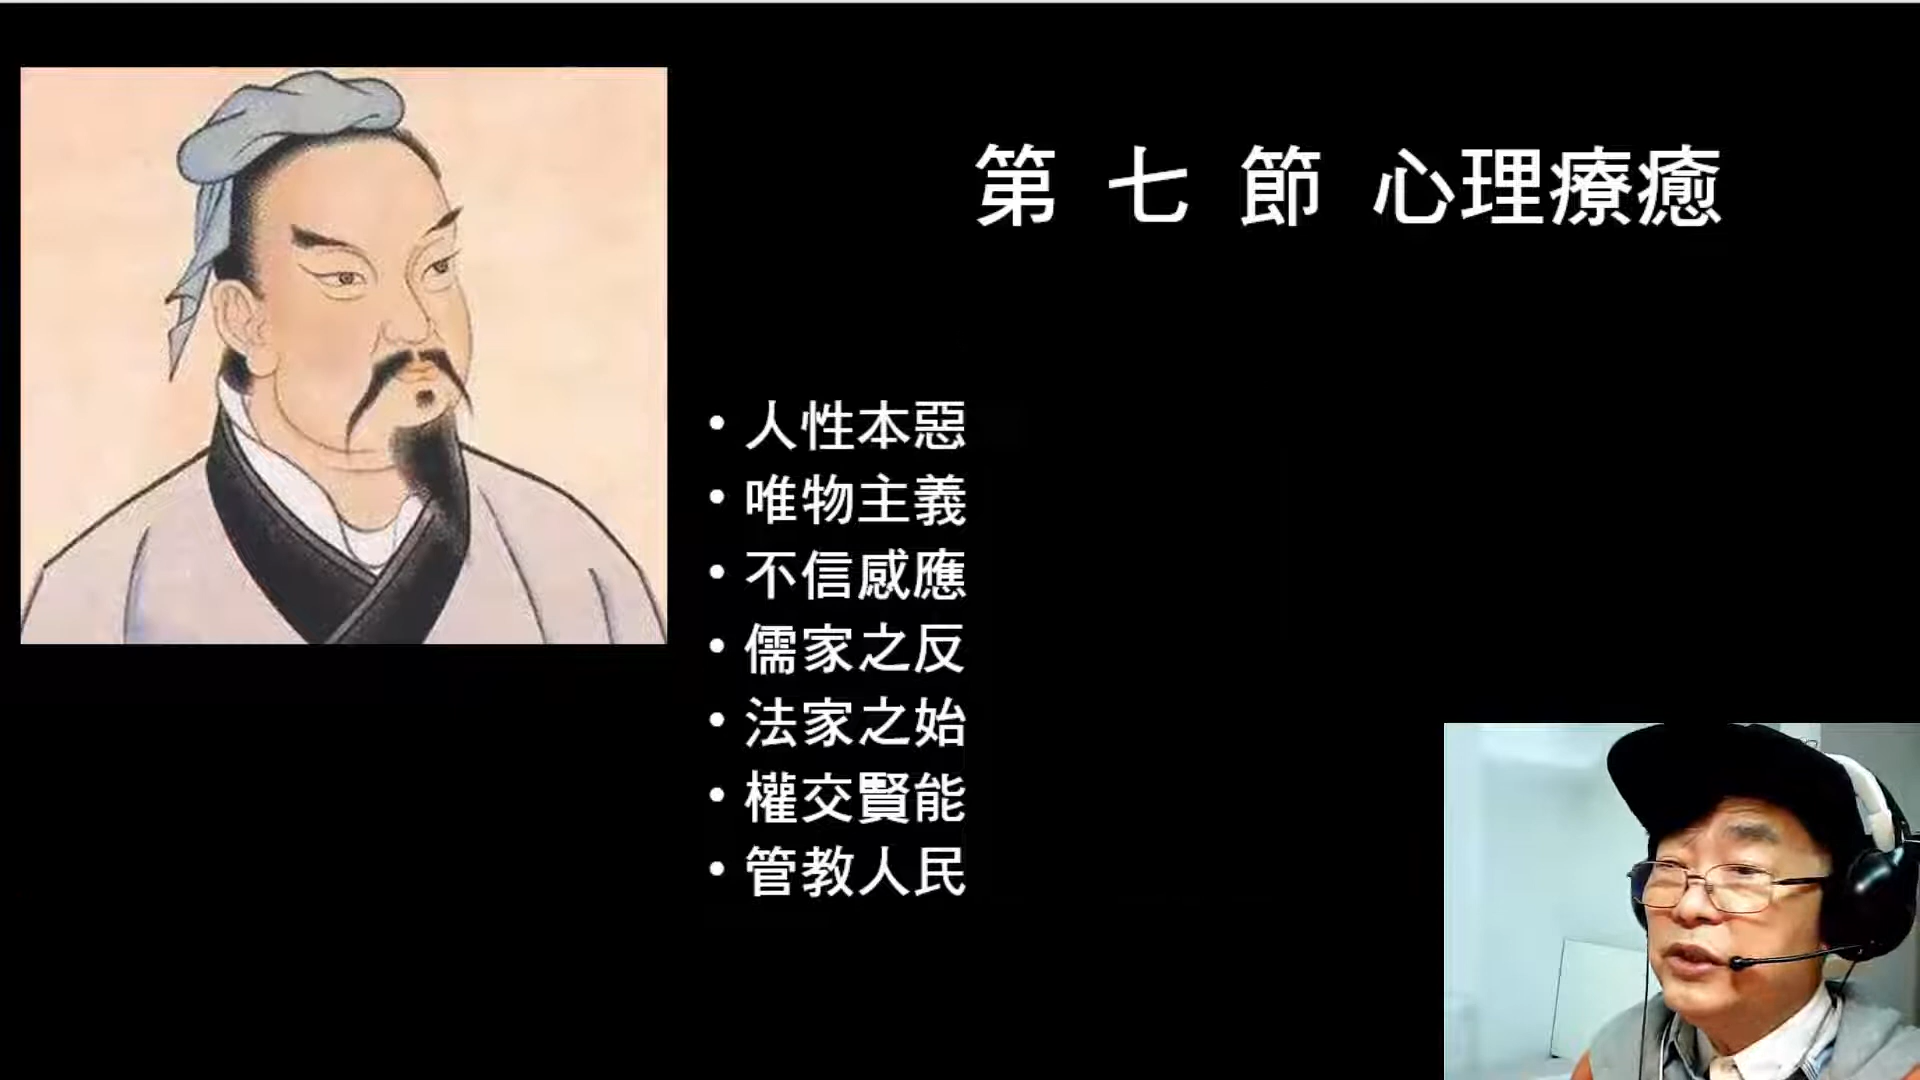 第 七 節 心理療癒
• 人性本惡
• 唯物主義
• 不信感應
• 儒家之反
• 法家之始
• 權交賢能
• 管教人民